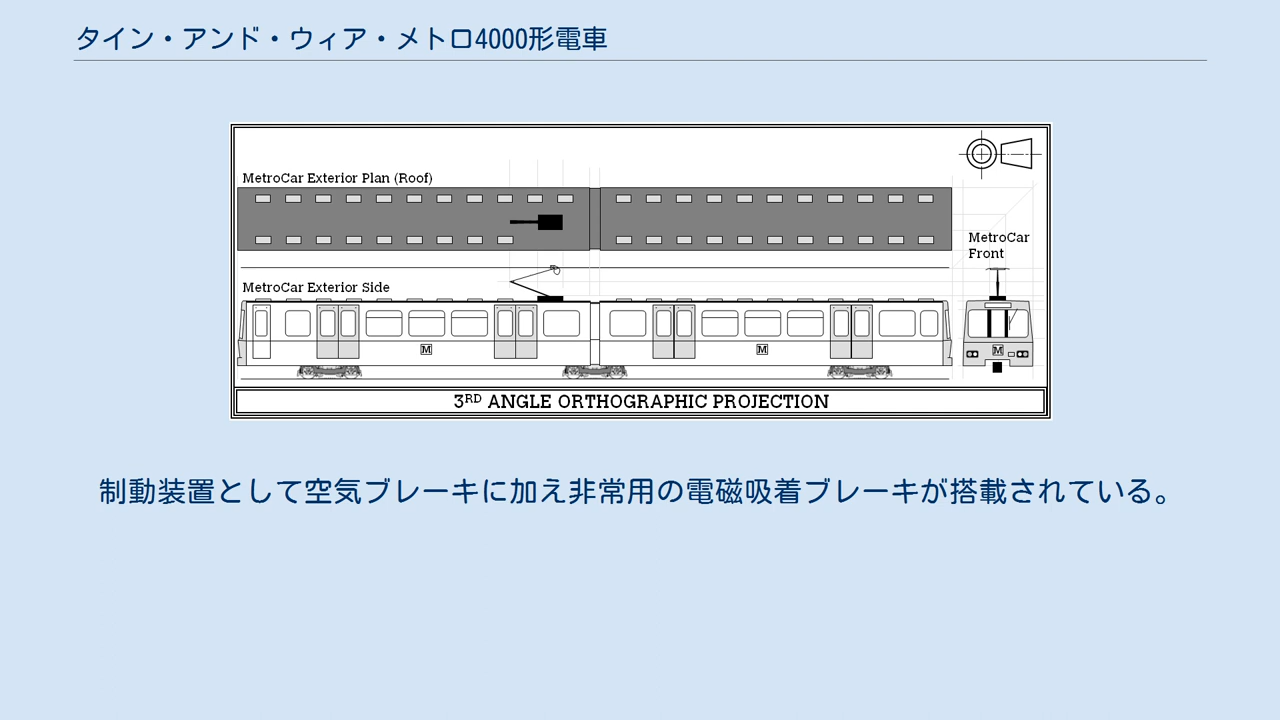 タイン・アンド・ウィア・メトロ4000形電車
MetroCar Exterior Plan (Roof)
MetroCar
Front
MetroCar Exterior Side
M
M
M
3RD ANGLE ORTHOGRAPHIC PROJECTION
制動装置として空気ブレーキに加え非常用の電磁吸着ブレーキが搭載されている。